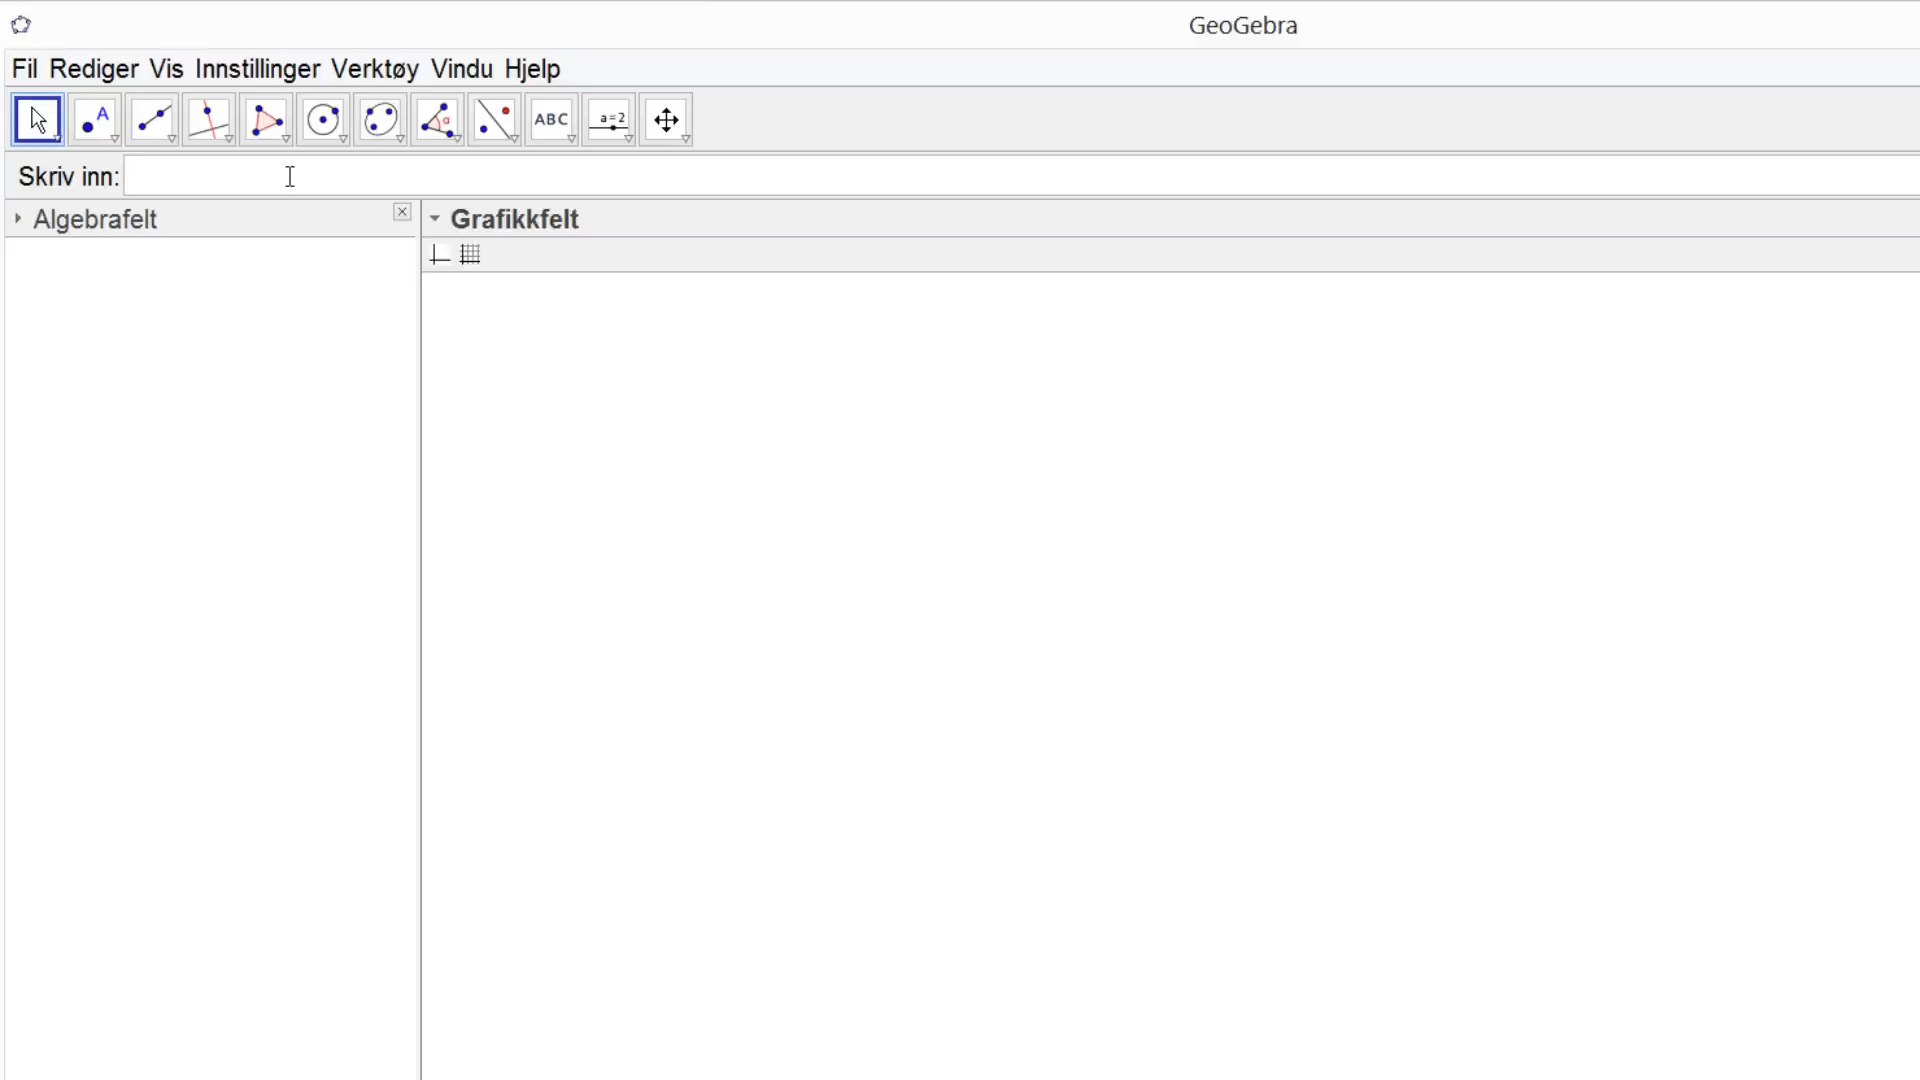 GeoGebra
Fil Rediger Vis Innstillinger Verktøy Vindu Hjelp
A α ABC a=2
Skriv inn:
Algebrafelt
Grafikkfelt